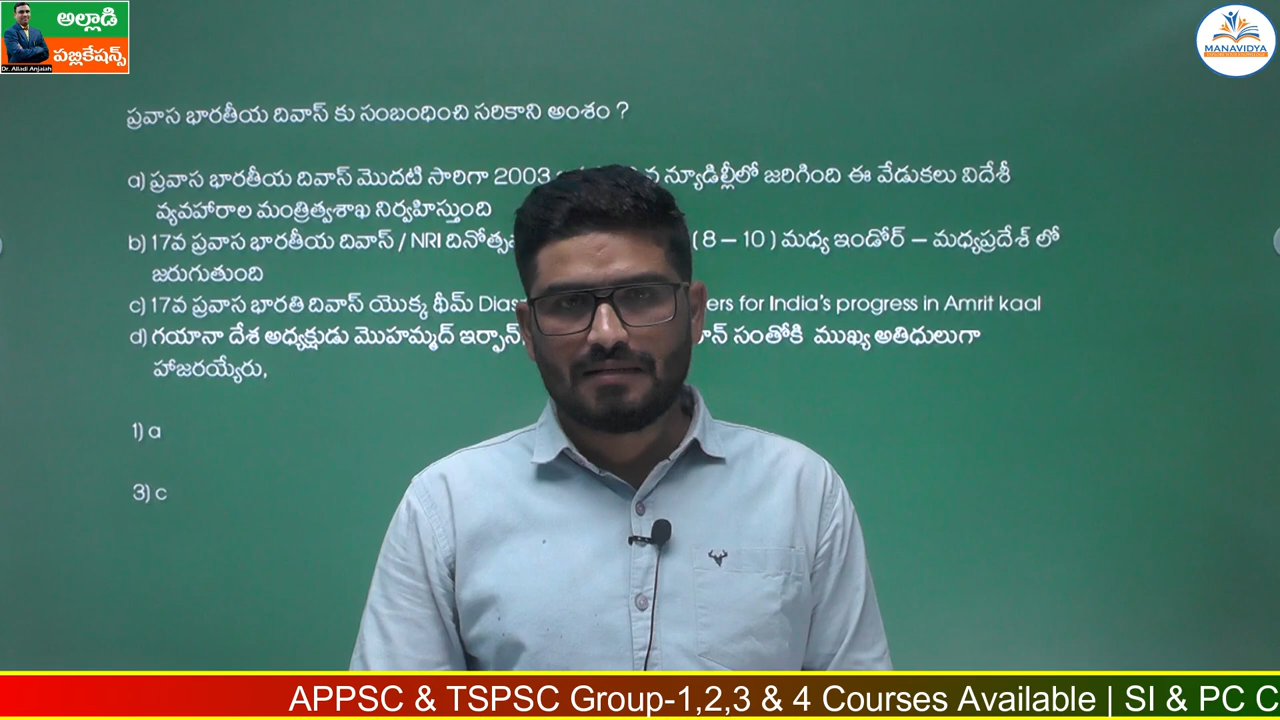 అల్లాడి
పబ్లికేషన్స్
Dr. Alladi Anjaiah
MANAVIDYA
ప్రవాస భారతీయ దివాస్ కు సంబంధించి సరికాని అంశం ?
a) ప్రవాస భారతీయ దివాస్ మొదటి సారిగా 2003 న న్యూడిల్లీలో జరిగింది ఈ వేడుకలు విదేశీ
వ్యవహారాల మంత్రిత్వశాఖ నిర్వహిస్తుంది
b) 17వ ప్రవాస భారతీయ దివాస్ / NRI ( 8 – 10 ) మధ్య ఇండోర్ – మధ్యప్రదేశ్ లో
జరుగుతుంది
c) 17వ ప్రవాస భారతి దివాస్ యొక్క థీమ్ for India's progress in Amrit kaal
d) గయానా దేశ అధ్యక్షుడు మొహమ్మద్ ఇర్ఫాన్ సంతోకి ముఖ్య అతిధులుగా
హాజరయ్యేరు,
1) a
3) c
APPSC & TSPSC Group-1,2,3 & 4 Courses Available | SI & PC